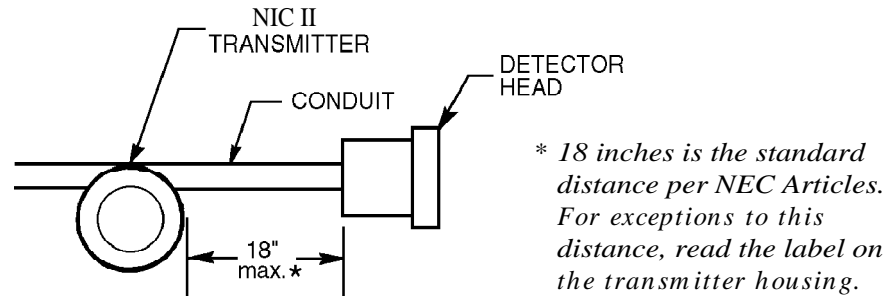 NIC II
TRANSMITTER
CONDUIT
DETECTOR
HEAD
18"
max.*
* 18 inches is the standard
distance per NEC Articles.
For exceptions to this
distance, read the label on
the transmitter housing.